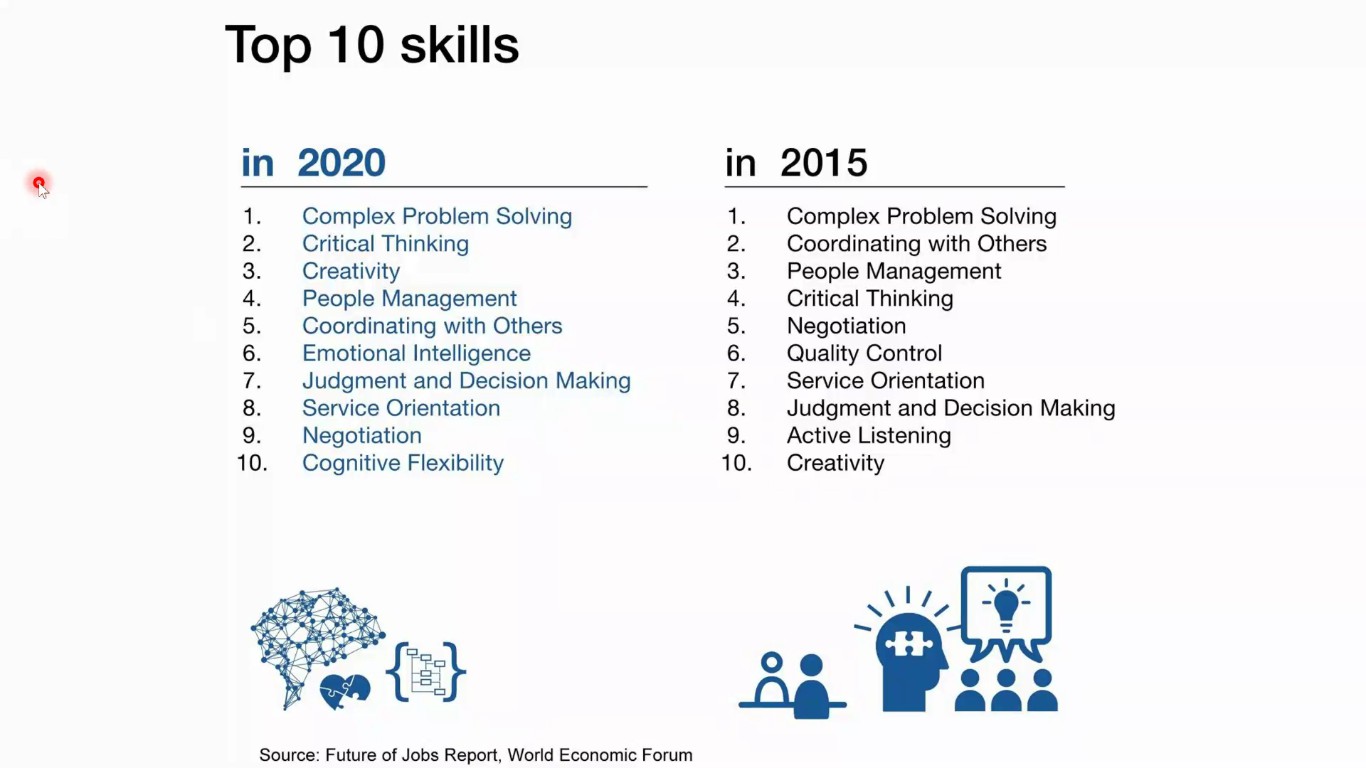 Top 10 skills
in 2020
1. Complex Problem Solving
2. Critical Thinking
3. Creativity
4. People Management
5. Coordinating with Others
6. Emotional Intelligence
7. Judgment and Decision Making
8. Service Orientation
9. Negotiation
10. Cognitive Flexibility
in 2015
1. Complex Problem Solving
2. Coordinating with Others
3. People Management
4. Critical Thinking
5. Negotiation
6. Quality Control
7. Service Orientation
8. Judgment and Decision Making
9. Active Listening
10. Creativity
Source: Future of Jobs Report, World Economic Forum